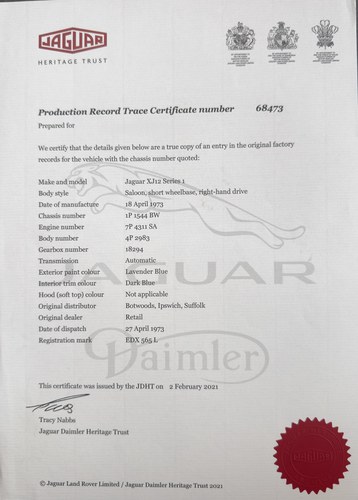 JAGUAR
HERITAGE TRUST
Production Record Trace Certificate number 68473
Prepared for
We certify that the details given below are a true copy of an entry in the original factory
records for the vehicle with the chassis number quoted:
Make and model Jaguar XJ12 Series 1
Body style Saloon, short wheelbase, right-hand drive
Date of manufacture 18 April 1973
Chassis number 1P 1544 BW
Engine number 7P 4311 SA
Body number 4P 2983
Gearbox number 18294
Transmission Automatic
Exterior paint colour Lavender Blue
Interior trim colour Dark Blue
Hood (soft top) colour Not applicable
Original distributor Botwoods, Ipswich, Suffolk
Original dealer Retail
Date of dispatch 27 April 1973
Registration mark EDX 565 L
JAGUAR
Daimler
This certificate was issued by the JDHT on 2 February 2021
Tracy Nabbs
Jaguar Daimler Heritage Trust
© Jaguar Land Rover Limited / Jaguar Daimler Heritage Trust 2021